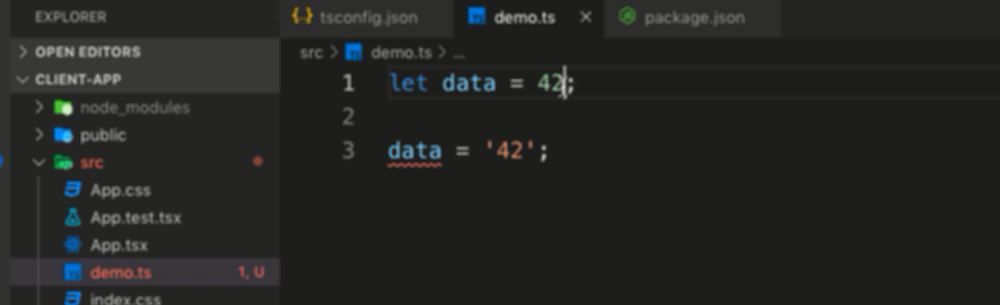 EXPLORER
OPEN EDITORS
CLIENT-APP
node_modules
public
src
App.css
App.test.tsx
App.tsx
demo.ts 1, U
index.css
tsconfig.json demo.ts × package.json
src > demo.ts > ...
1 let data = 42;
2
3 data = '42';